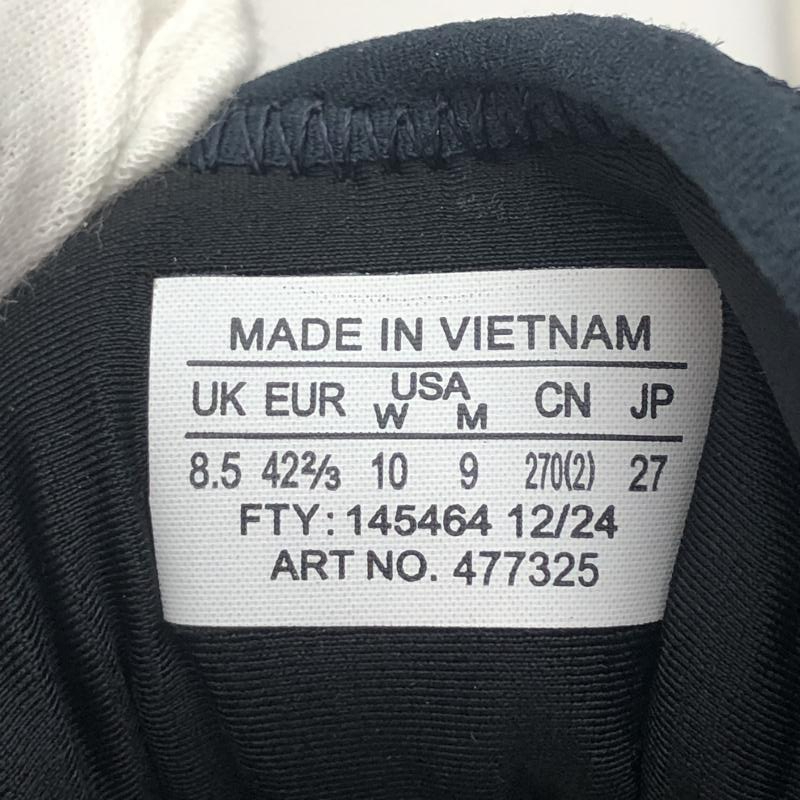 MADE IN VIETNAM
UK EUR USA CN JP
W M
8.5 42⅔ 10 9 270(2) 27
FTY: 145464 12/24
ART NO. 477325